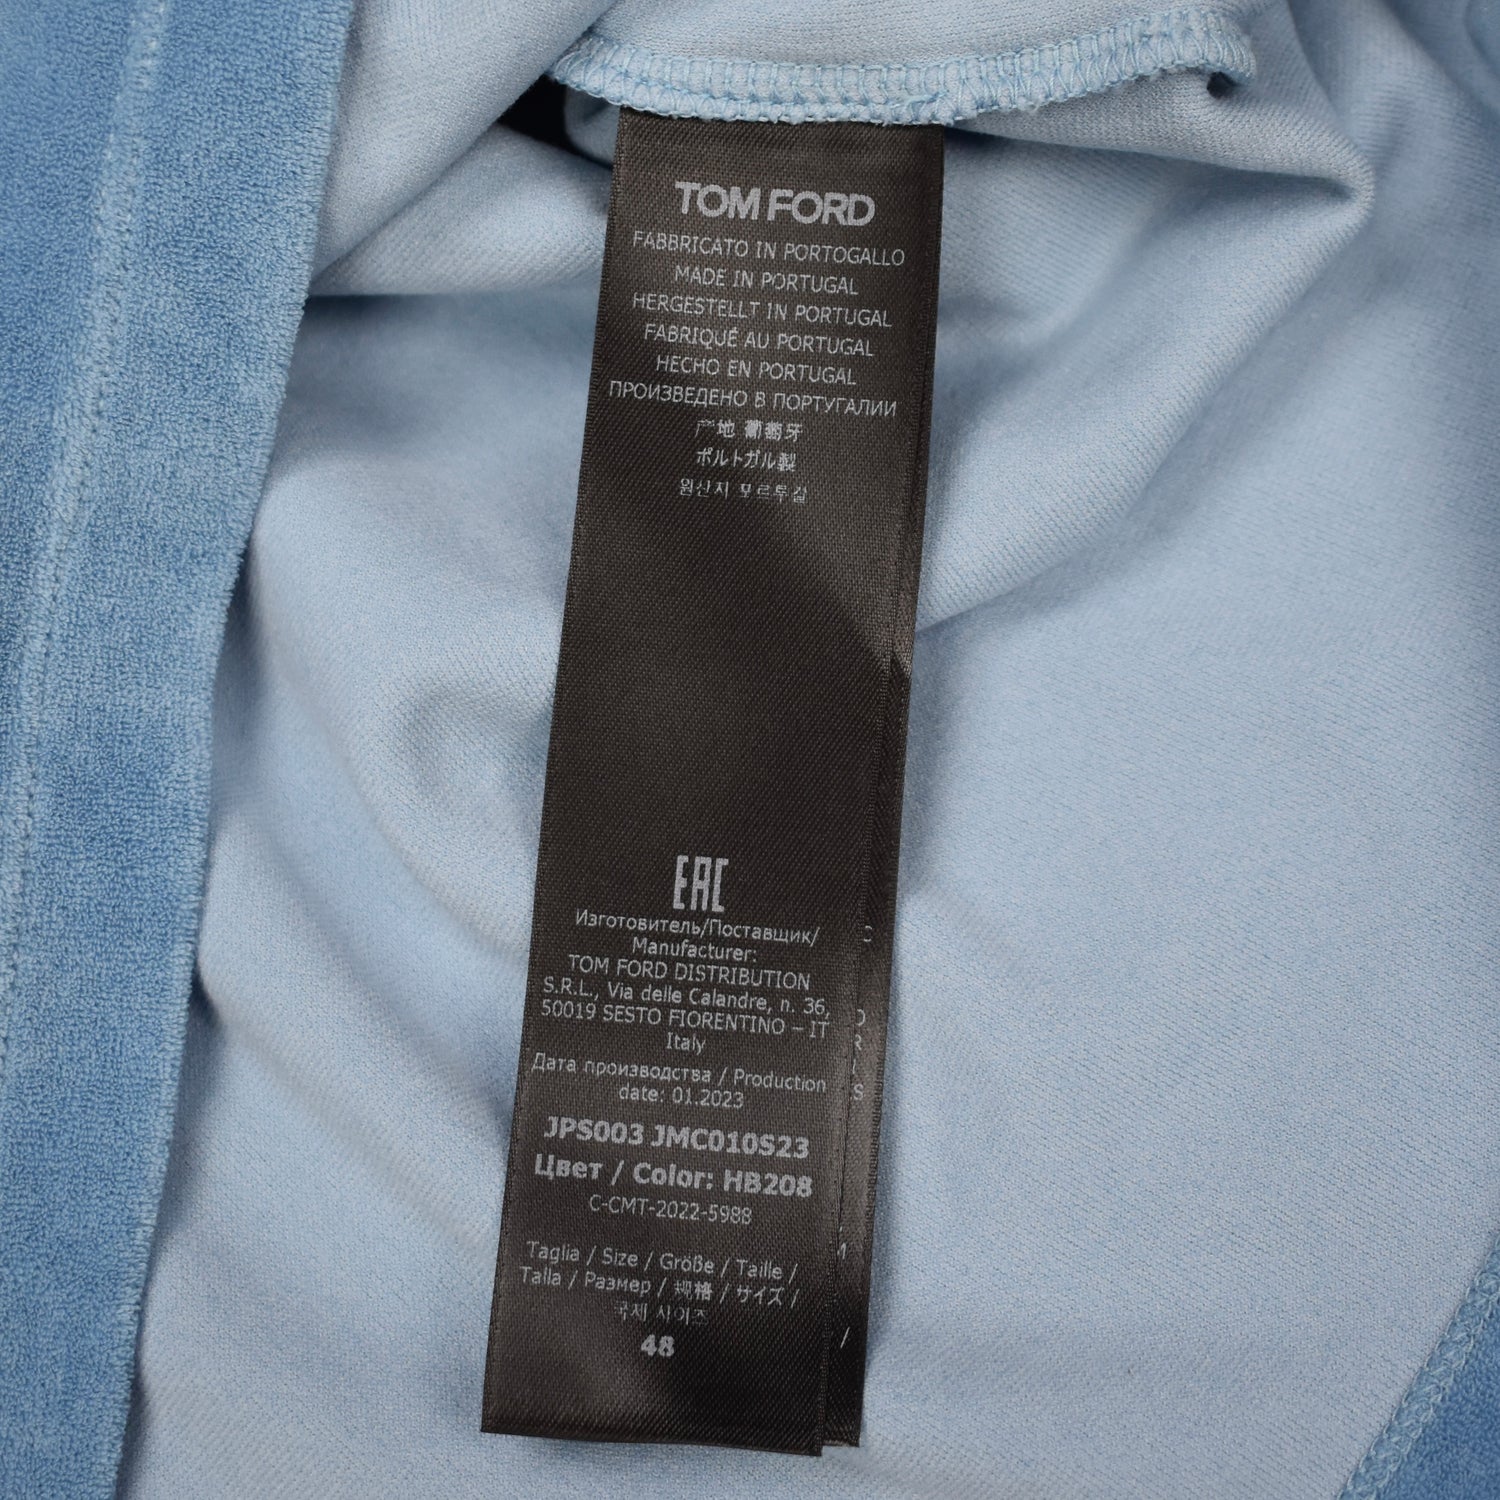 TOM FORD
FABBRICATO IN PORTOGALLO
MADE IN PORTUGAL
HERGESTELLT IN PORTUGAL
FABRIQUÉ AU PORTUGAL
HECHO EN PORTUGAL
ПРОИЗВЕДЕНО В ПОРТУГАЛИИ
产地 葡萄牙
ポルトガル製
원산지 포르투갈
EAC
Изготовитель/Поставщик/
Manufacturer:
TOM FORD DISTRIBUTION
S.R.L., Via delle Calandre, n. 36,
50019 SESTO FIORENTINO – IT
Italy
Дата производства / Production
date: 01.2023
JPS003 JMC010S23
Цвет / Color: HB208
C-CMT-2022-5988
Taglia / Size / Größe / Taille /
Talla / Размер / 规格 / サイズ /
국제 사이즈
48